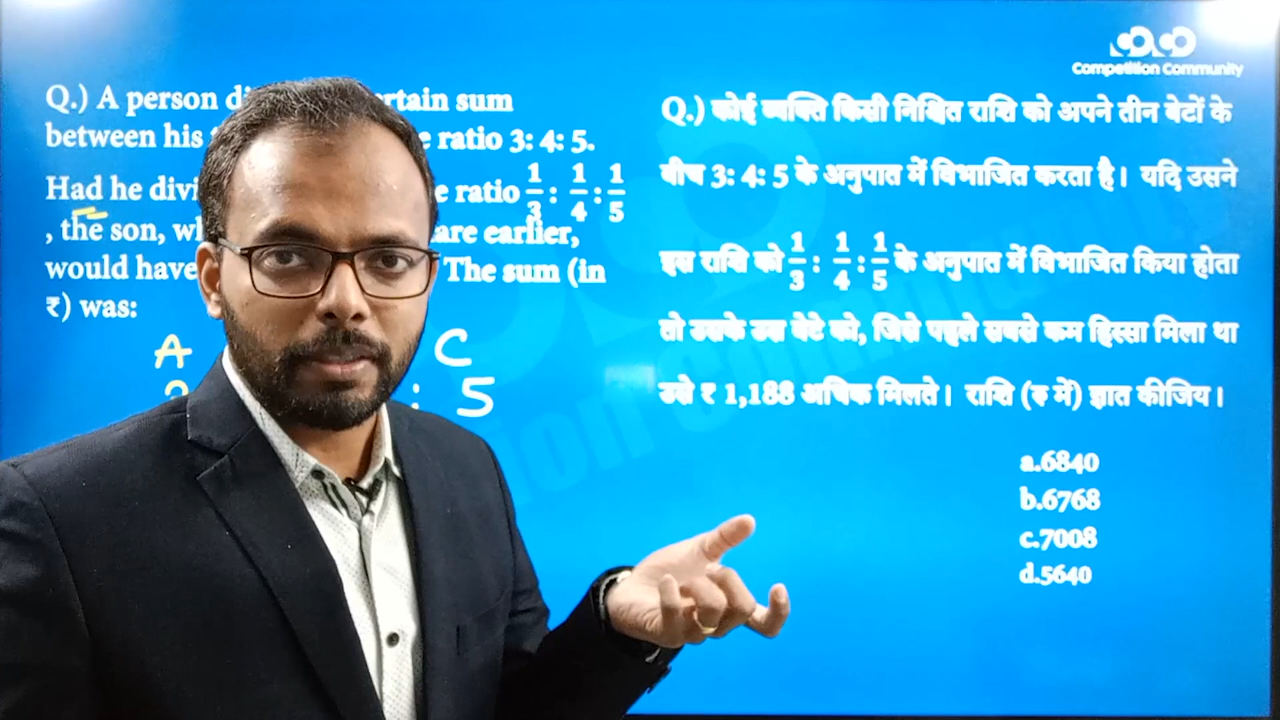 Competition Community
Q.) A person di rtain sum
between his e ratio 3: 4: 5.
Had he divi e ratio 1/3 : 1/4 : 1/5
, the son, wh are earlier,
would have The sum (in
₹) was:
A C
: 5
Q.) कोई व्यक्ति किसी निश्चित राशि को अपने तीन बेटों के
बीच 3: 4: 5 के अनुपात में विभाजित करता है। यदि उसने
इस राशि को 1/3 : 1/4 : 1/5 के अनुपात में विभाजित किया होता
तो उसके उस बेटे को, जिसे पहले सबसे कम हिस्सा मिला था
उसे ₹ 1,188 अधिक मिलते। राशि (रु में) ज्ञात कीजिय।
a.6840
b.6768
c.7008
d.5640